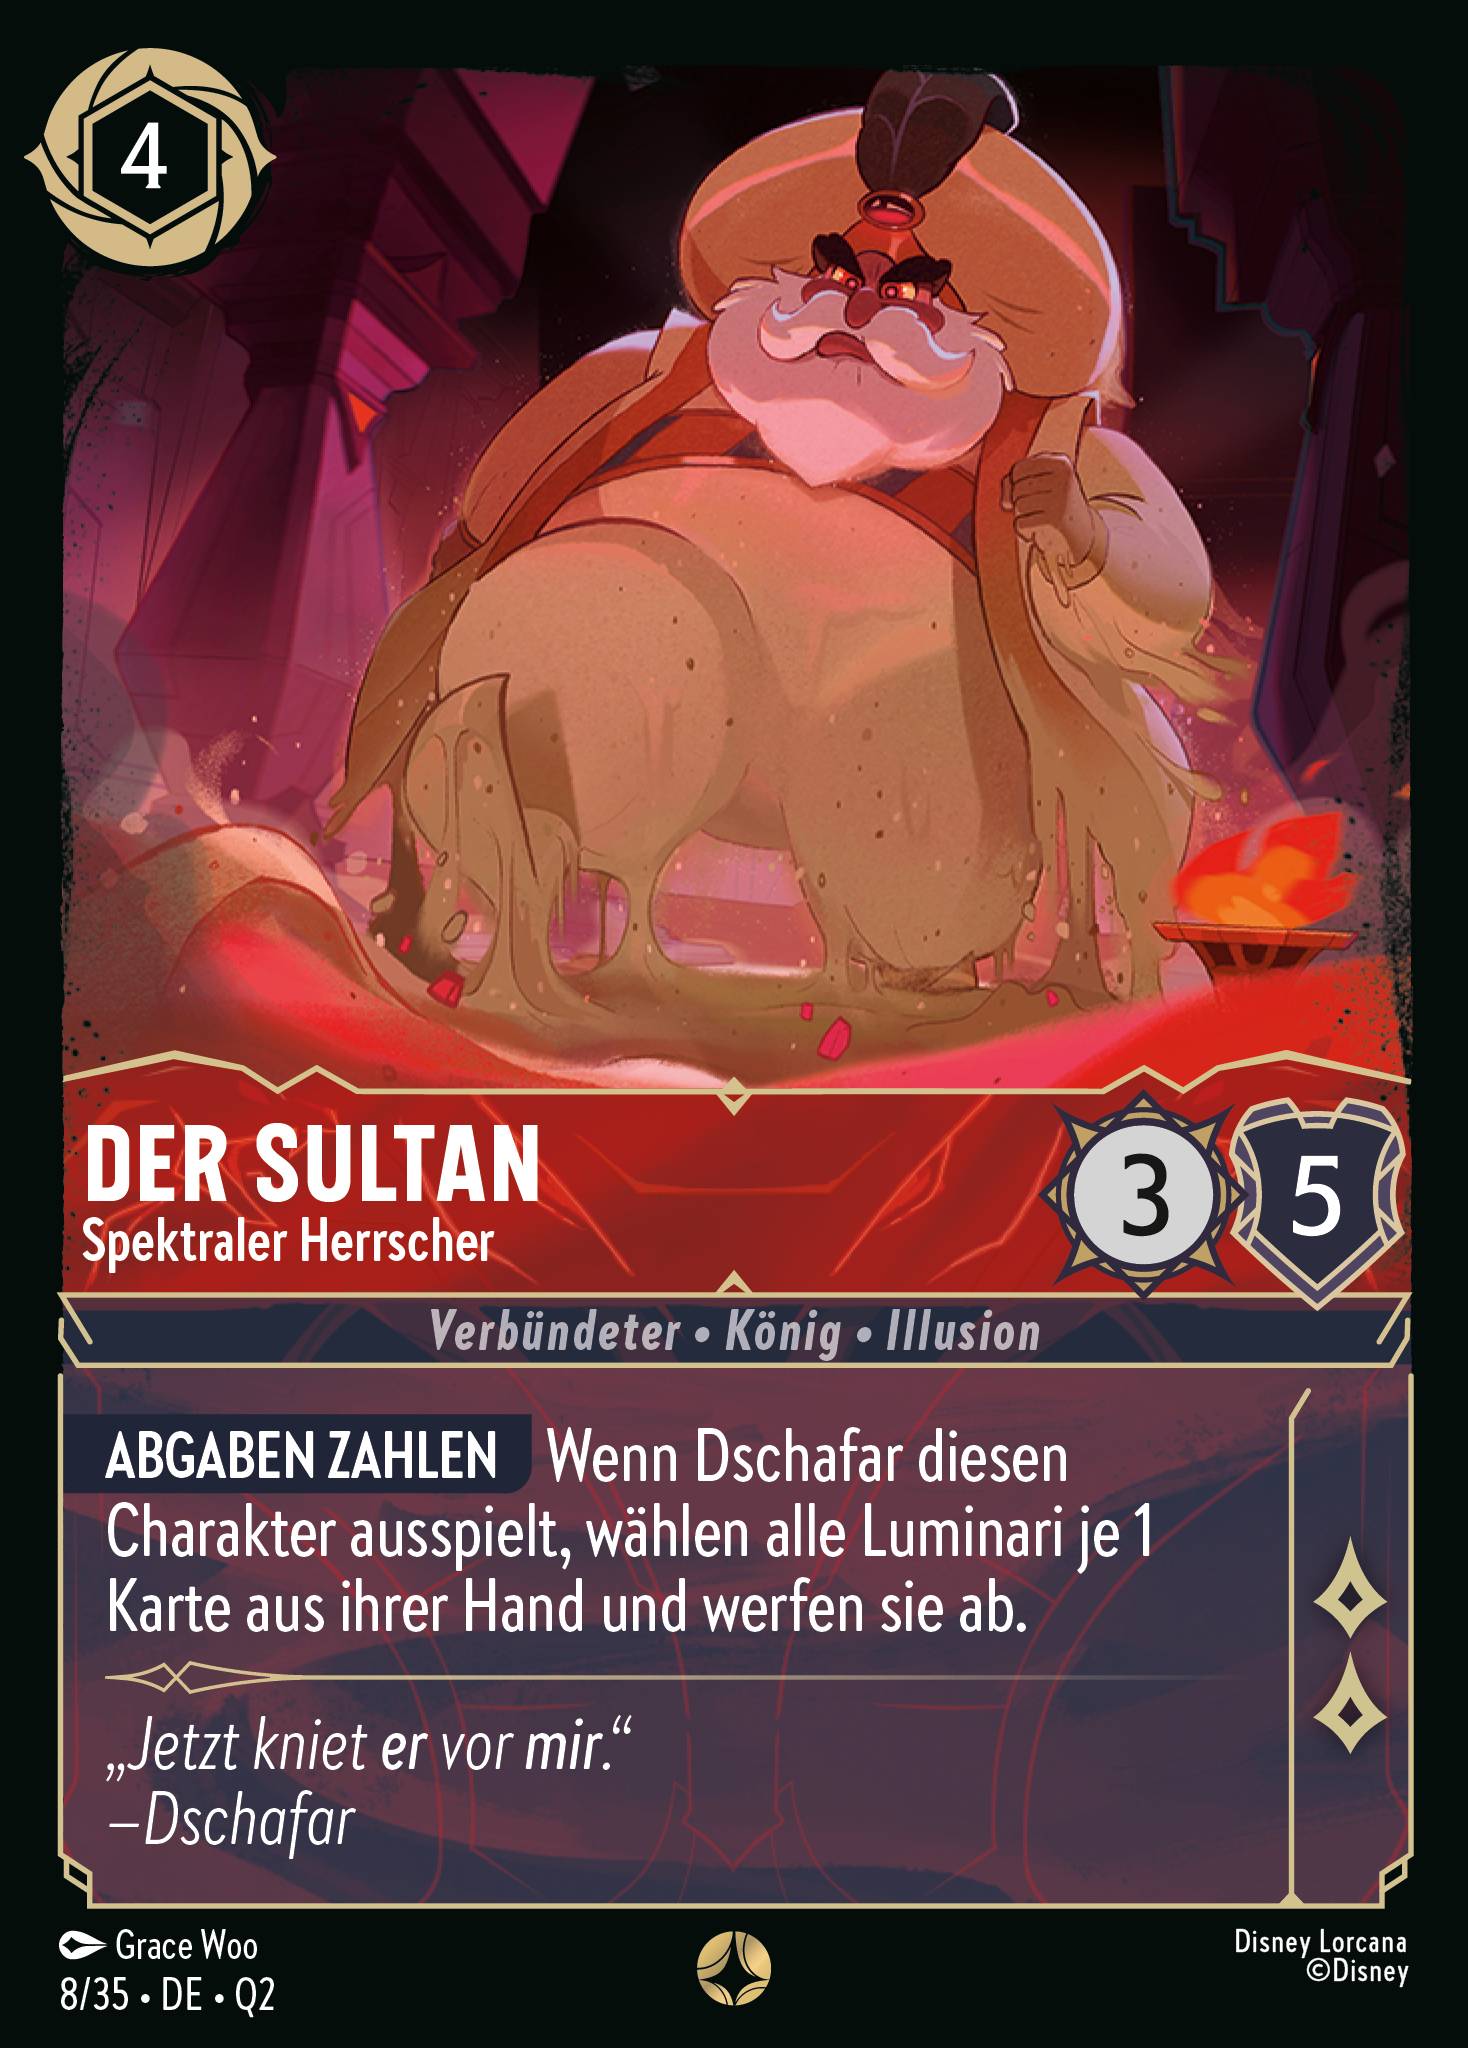 4
DER SULTAN
Spektraler Herrscher
3
5
Verbündeter • König • Illusion
ABGABEN ZAHLEN Wenn Dschafar diesen
Charakter ausspielt, wählen alle Luminari je 1
Karte aus ihrer Hand und werfen sie ab.
„Jetzt kniet er vor mir.“
–Dschafar
Grace Woo
8/35 • DE • Q2
Disney Lorcana
©Disney